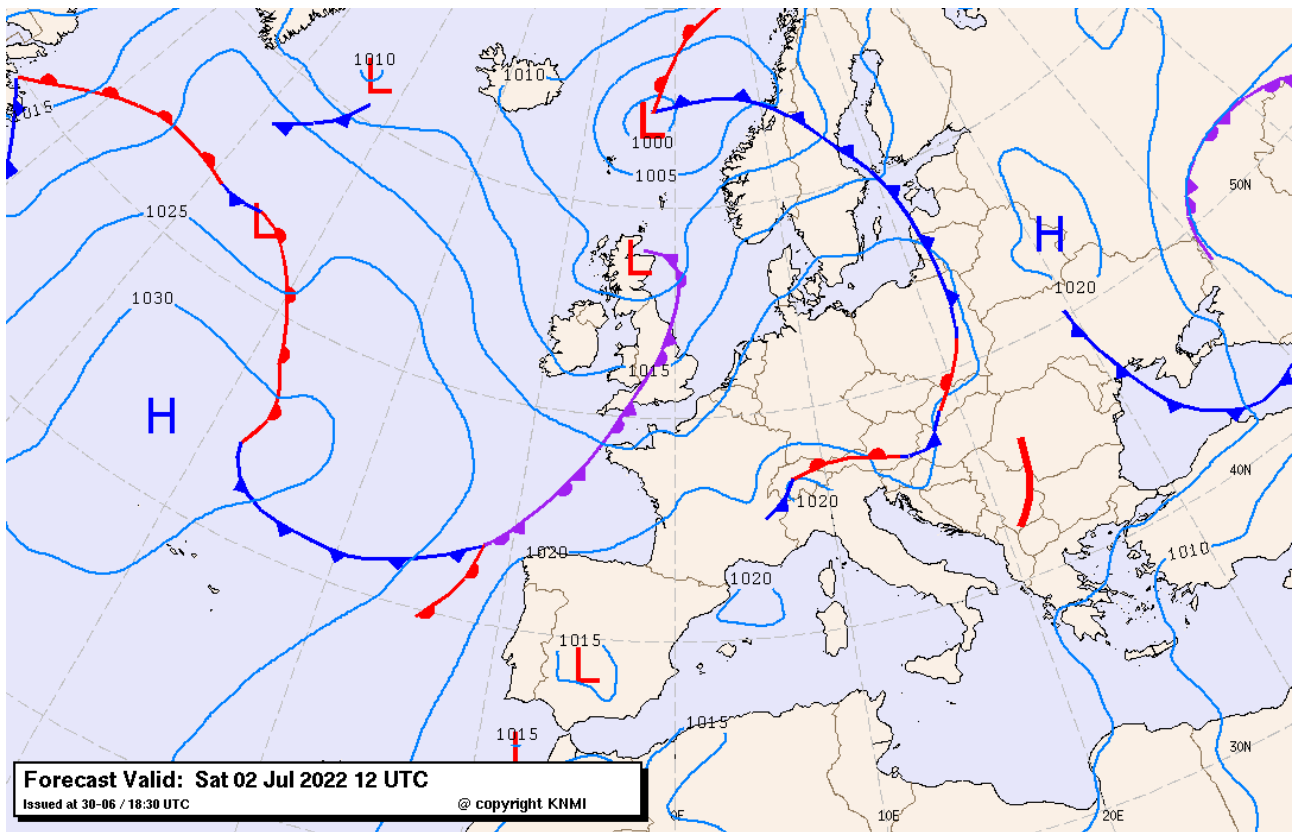 1010
L
1010
L
1000
1005
1015
50N
1025
L
H
L
1030
1020
1015
H
40N
1020
1020
1010
1020
1015
L
1015
1015
L
30N
Forecast Valid: Sat 02 Jul 2022 12 UTC
Issued at 30-06 / 18:30 UTC
@ copyright KNMI
0E
10E
20E